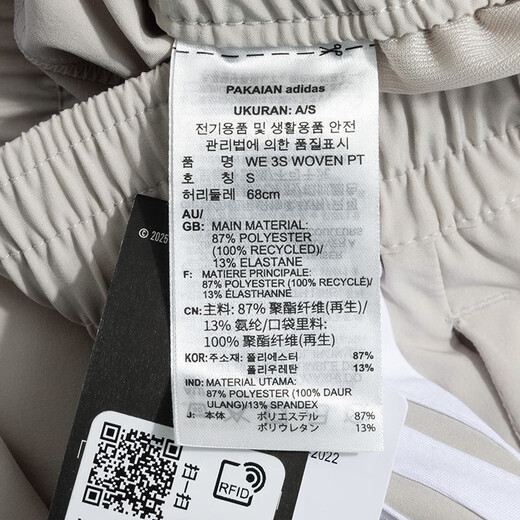 PAKAIAN adidas
UKURAN: A/S
전기용품 및 생활용품 안전
관리법에 의한 품질표시
품 명 WE 3S WOVEN PT
호 칭 S
허리둘레 68cm
AU/
GB: MAIN MATERIAL:
87% POLYESTER
(100% RECYCLED)/
13% ELASTANE
F: MATIERE PRINCIPALE:
87% POLYESTER (100% RECYCLÉ)/
13% ÉLASTHANNE
CN: 主料: 87% 聚酯纤维(再生)/
13% 氨纶/口袋里料:
100% 聚酯纤维(再生)
KOR: 주소재: 폴리에스터 87%
폴리우레탄 13%
IND: MATERIAL UTAMA:
87% POLYESTER (100% DAUR
ULANG)/13% SPANDEX
J: 本体 ポリエステル 87%
ポリウレタン 13%
© 2025
2022
扫一扫
RFID